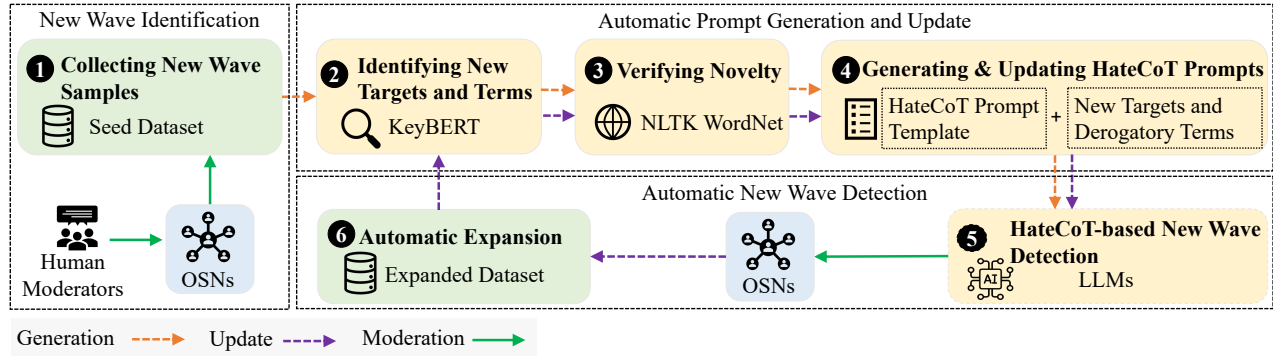 New Wave Identification
1 Collecting New Wave
Samples
Seed Dataset
Human
Moderators
OSNs
Automatic Prompt Generation and Update
2 Identifying New
Targets and Terms
KeyBERT
3 Verifying Novelty
NLTK WordNet
4 Generating & Updating HateCoT Prompts
HateCoT Prompt
Template
+
New Targets and
Derogatory Terms
Automatic New Wave Detection
5 HateCoT-based New Wave
Detection
AI
LLMs
OSNs
6 Automatic Expansion
Expanded Dataset
Generation
Update
Moderation